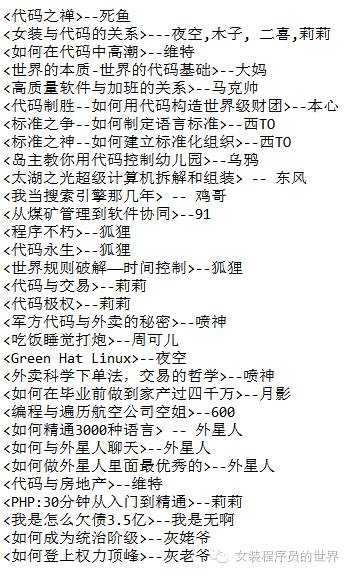 <代码之禅>--死鱼
<女装与代码的关系>---夜空,木子, 二喜,莉莉
<如何在代码中高潮>--维特
<世界的本质-世界的代码基础>--大妈
<高质量软件与加班的关系>--马克帅
<代码制胜--如何用代码构造世界级财团>--本心
<标准之争--如何制定语言标准>--西TO
<标准之神--如何建立标准化组织>--西TO
<岛主教你用代码控制幼儿园>--乌鸦
<太湖之光超级计算机拆解和组装> -- 东风
<我当搜索引擎那几年> -- 鸡哥
<从煤矿管理到软件协同>--91
<程序不朽>--狐狸
<代码永生>--狐狸
<世界规则破解——时间控制>--狐狸
<代码与交易>--莉莉
<代码极权>--莉莉
<军方代码与外卖的秘密>--喷神
<吃饭睡觉打炮>--周可儿
<Green Hat Linux>--夜空
<外卖科学下单法，交易的哲学>--喷神
<如何在毕业前做到家产过四千万>--月影
<编程与遍历航空公司空姐>--600
<如何精通3000种语言> -- 外星人
<如何与外星人聊天>--外星人
<如何做外星人里面最优秀的>--外星人
<代码与房地产>--维特
<PHP:30分钟从入门到精通>--莉莉
<我是怎么欠债3.5亿>--我是无啊
<如何成为统治阶级>--灰姥爷
<如何登上权力顶峰>--灰老爷
女装程序员的世界